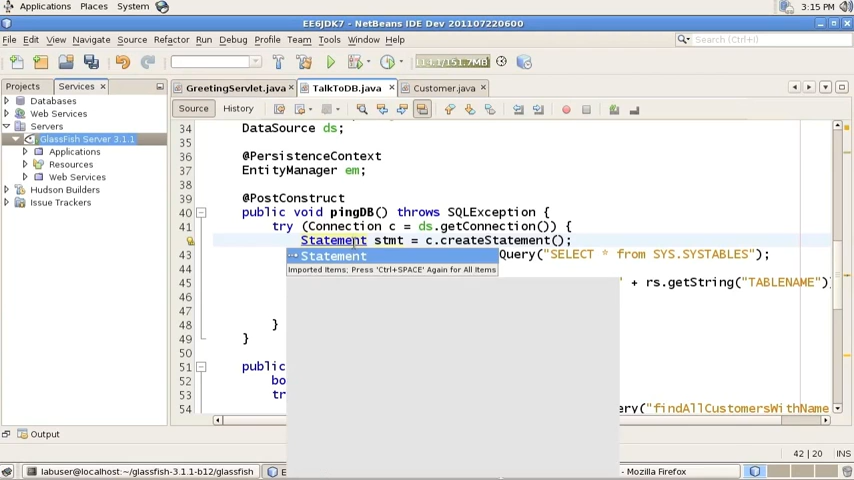 Applications Places System 3:15 PM
EE6JDK7 - NetBeans IDE Dev 201107220600
File Edit View Navigate Source Refactor Run Debug Profile Team Tools Window Help Search (Ctrl+I)
114.1/151.7MB
Projects Services GreetingServlet.java TalkToDB.java Customer.java
Source History
Databases
Web Services
Servers
GlassFish Server 3.1.1
Applications
Resources
Web Services
Hudson Builders
Issue Trackers
34 DataSource ds;
35
36 @PersistenceContext
37 EntityManager em;
38
39 @PostConstruct
40 public void pingDB() throws SQLException {
41 try (Connection c = ds.getConnection()) {
Statement stmt = c.createStatement();
43 Query("SELECT * from SYS.SYSTABLES");
Statement
Imported Items; Press 'Ctrl+SPACE' Again for All Items
44
45 " + rs.getString("TABLENAME"))
46
47
48 }
49 }
50
51 public
52 bo
53 tr
54 ery("findAllCustomersWithName
Output
42 | 20 INS
labuser@localhost:~/glassfish-3.1.1-b12/glassfish E - Mozilla Firefox